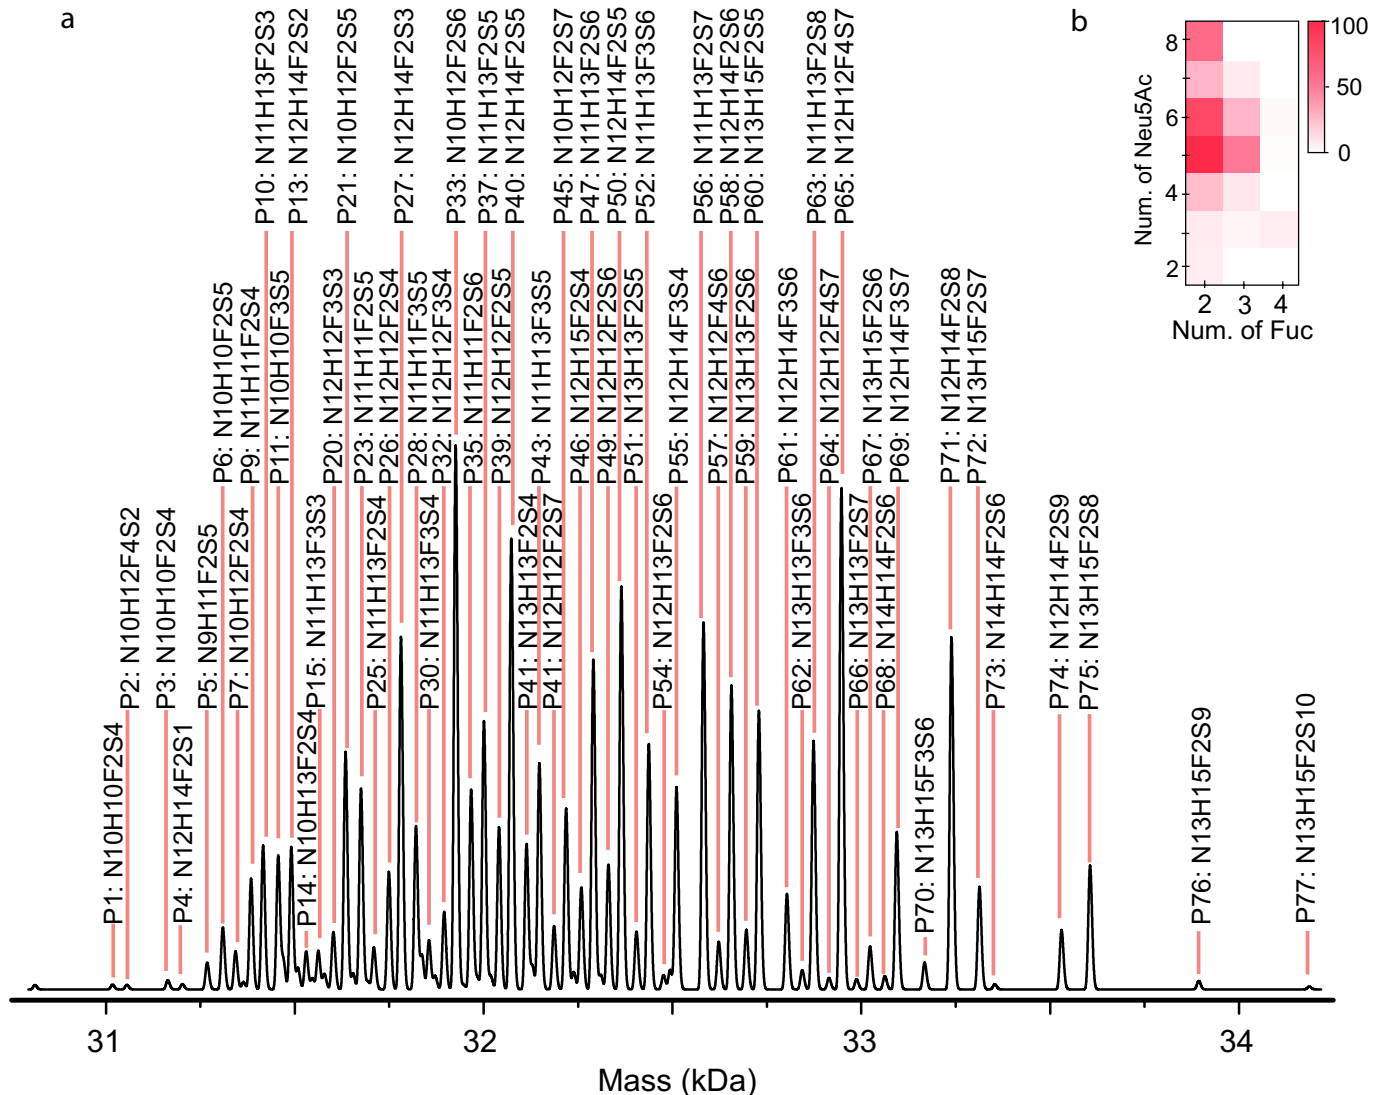 a
P10: N11H13F2S3
P13: N12H14F2S2
P21: N10H12F2S5
P27: N12H14F2S3
P33: N10H12F2S6
P37: N11H13F2S5
P40: N12H14F2S5
P45: N10H12F2S7
P47: N11H13F2S6
P50: N12H14F2S5
P52: N11H13F3S6
P56: N11H13F2S7
P58: N12H14F2S6
P60: N13H15F2S5
P63: N11H13F2S8
P65: N12H12F4S7
P6: N10H10F2S5
P9: N11H11F2S4
P11: N10H10F3S5
P20: N12H12F3S3
P23: N11H11F2S5
P26: N12H12F2S4
P28: N11H11F3S5
P32: N12H12F3S4
P35: N11H11F2S6
P39: N12H12F2S5
P43: N11H13F3S5
P46: N12H15F2S4
P49: N12H12F2S6
P51: N13H13F2S5
P55: N12H14F3S4
P57: N12H12F4S6
P59: N13H13F2S6
P61: N12H14F3S6
P64: N12H12F4S7
P67: N13H15F2S6
P69: N12H14F3S7
P71: N12H14F2S8
P72: N13H15F2S7
P2: N10H12F4S2
P3: N10H10F2S4
P5: N9H11F2S5
P7: N10H12F2S4
P15: N11H13F3S3
P25: N11H13F2S4
P30: N11H13F3S4
P41: N13H13F2S4
P41: N12H12F2S7
P54: N12H13F2S6
P62: N13H13F3S6
P66: N13H13F2S7
P68: N14H14F2S6
P73: N14H14F2S6
P74: N12H14F2S9
P75: N13H15F2S8
P1: N10H10F2S4
P4: N12H14F2S1
P14: N10H13F2S4
P70: N13H15F3S6
P76: N13H15F2S9
P77: N13H15F2S10
31
32
33
34
Mass (kDa)
b
Num. of Neu5Ac
8
6
4
2
2
3
4
Num. of Fuc
100
50
0